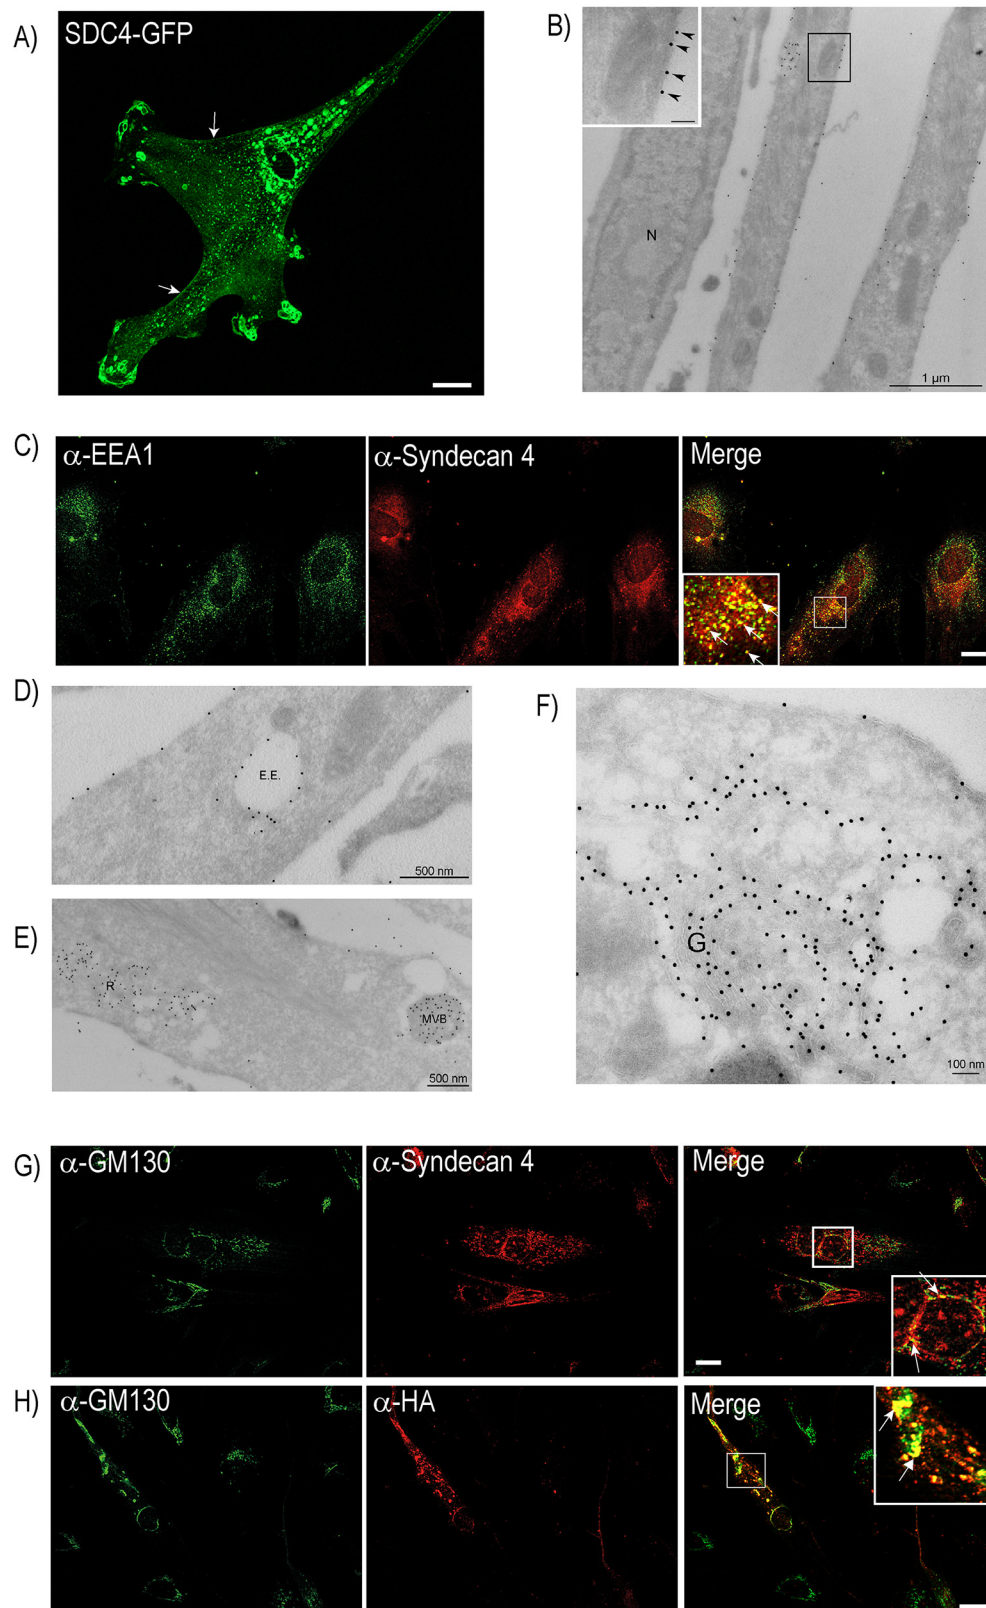 A)
SDC4-GFP
B)
N
1 µm
C)
α-EEA1
α-Syndecan 4
Merge
D)
E.E.
500 nm
E)
R
MVB
500 nm
F)
G
100 nm
G)
α-GM130
α-Syndecan 4
Merge
H)
α-GM130
α-HA
Merge